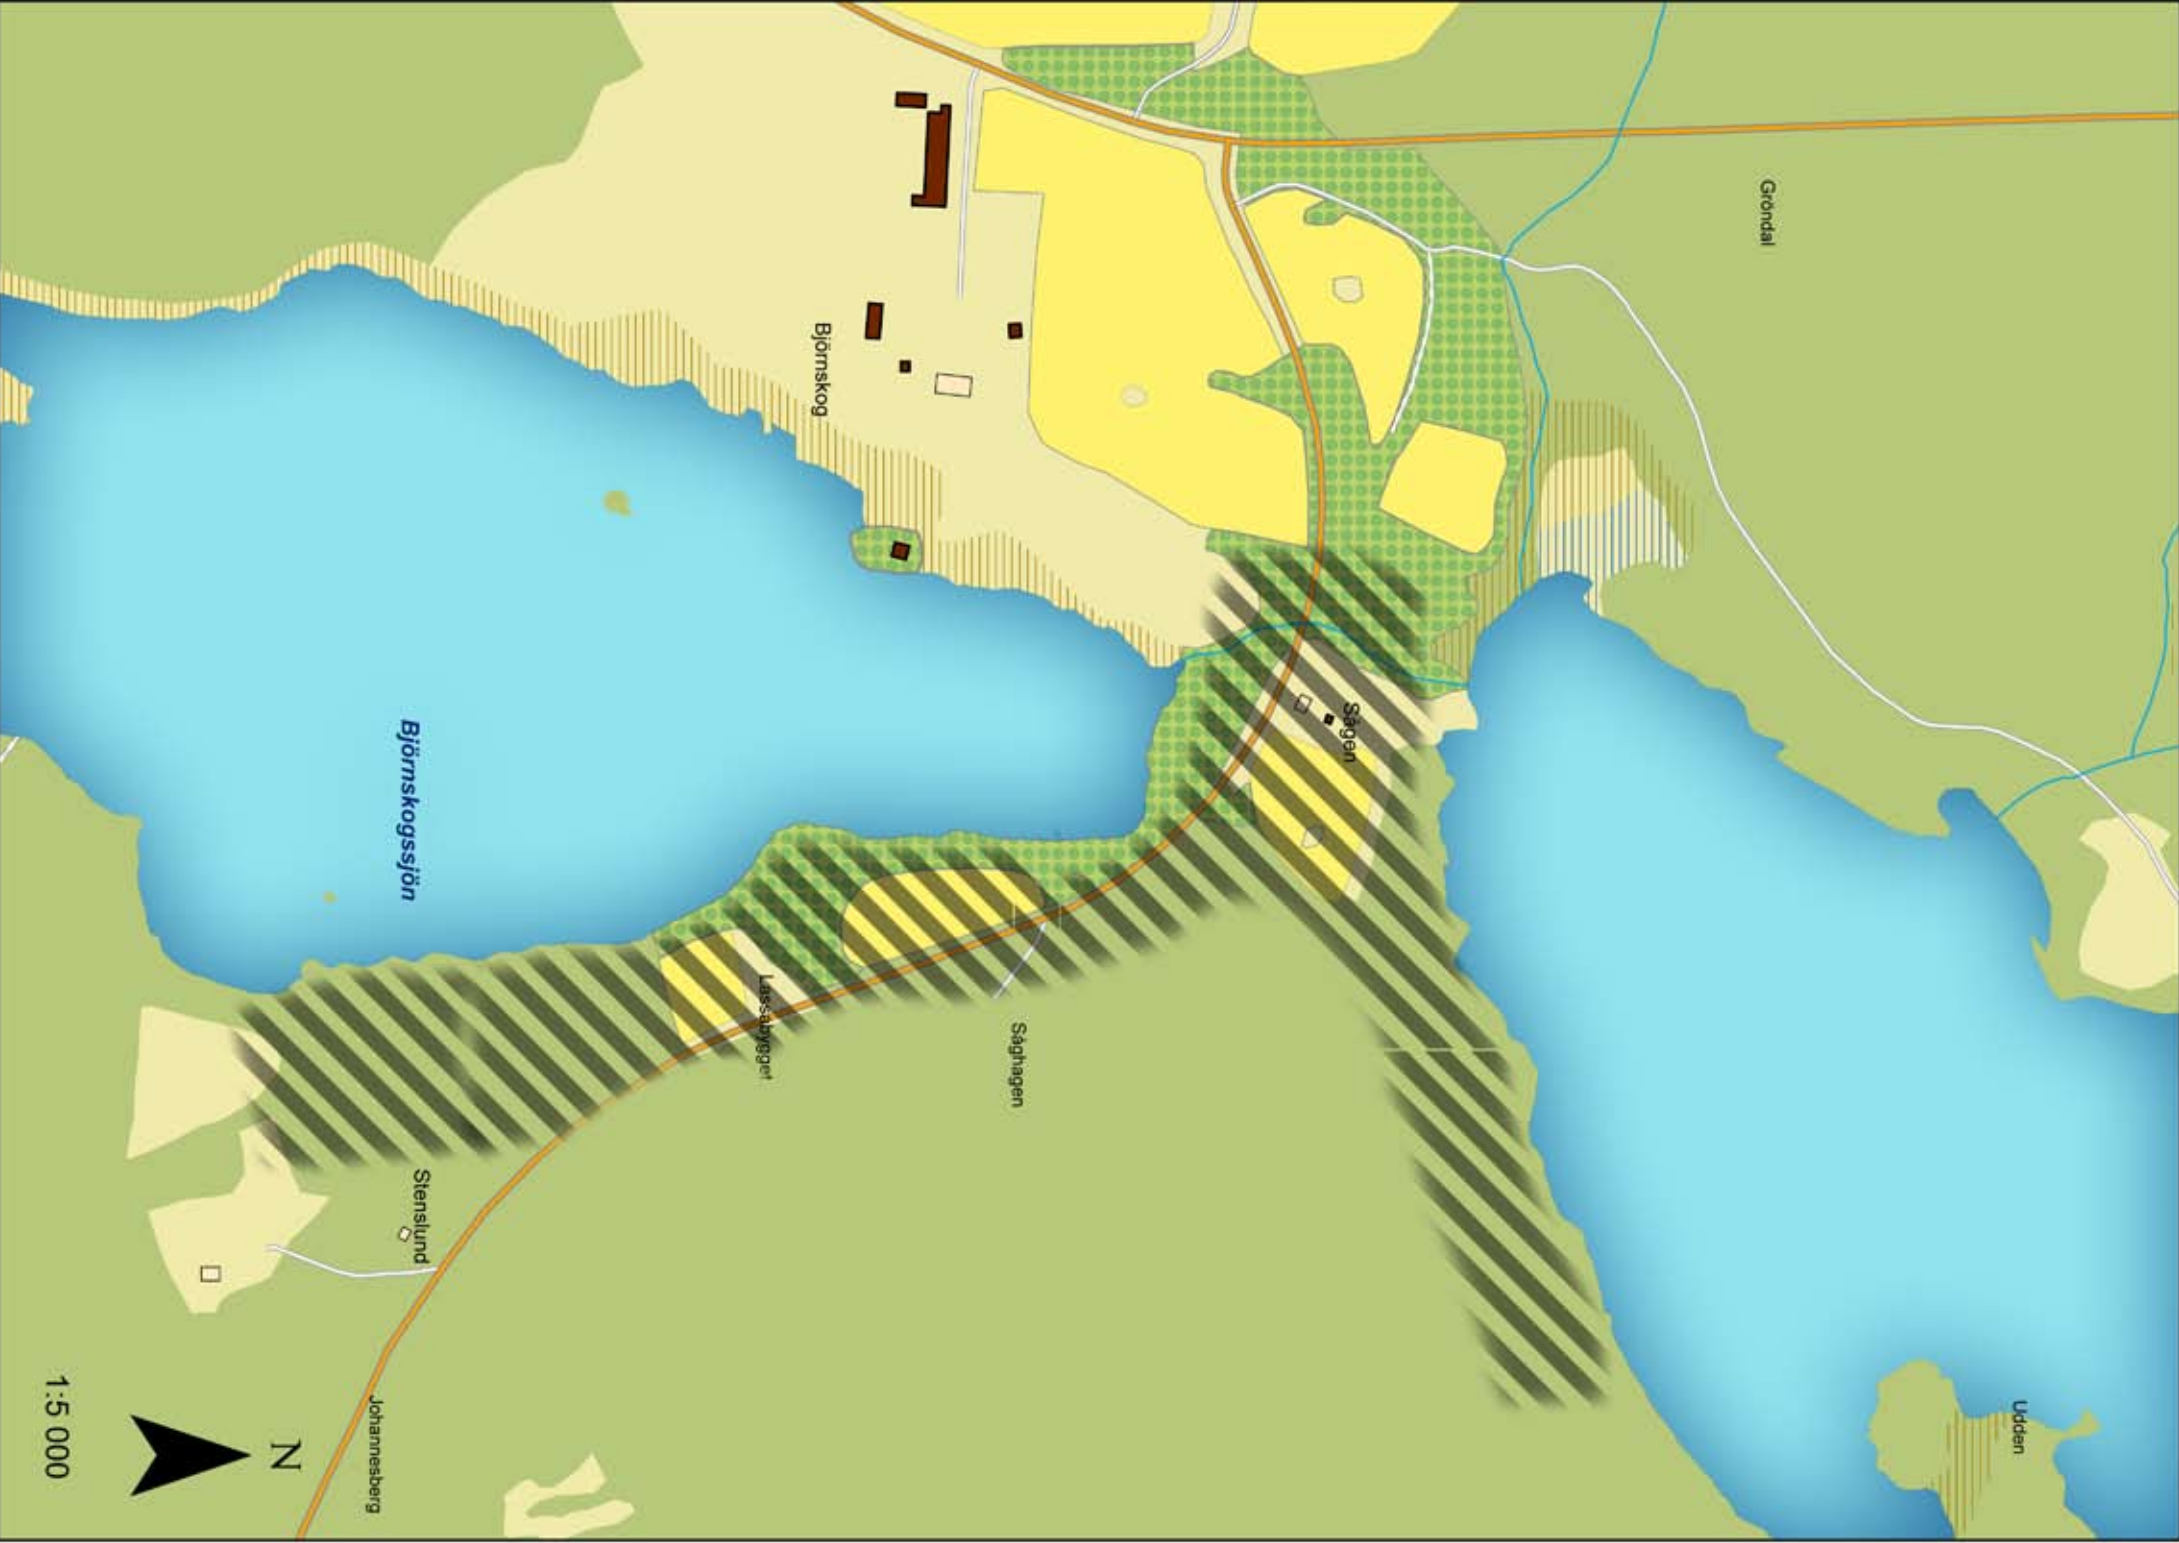 Gröndal
Björnskog
Sågen
Björnskogssjön
Lassabygget
Såghagen
Stenslund
Johannesberg
Udden
N
1:5 000